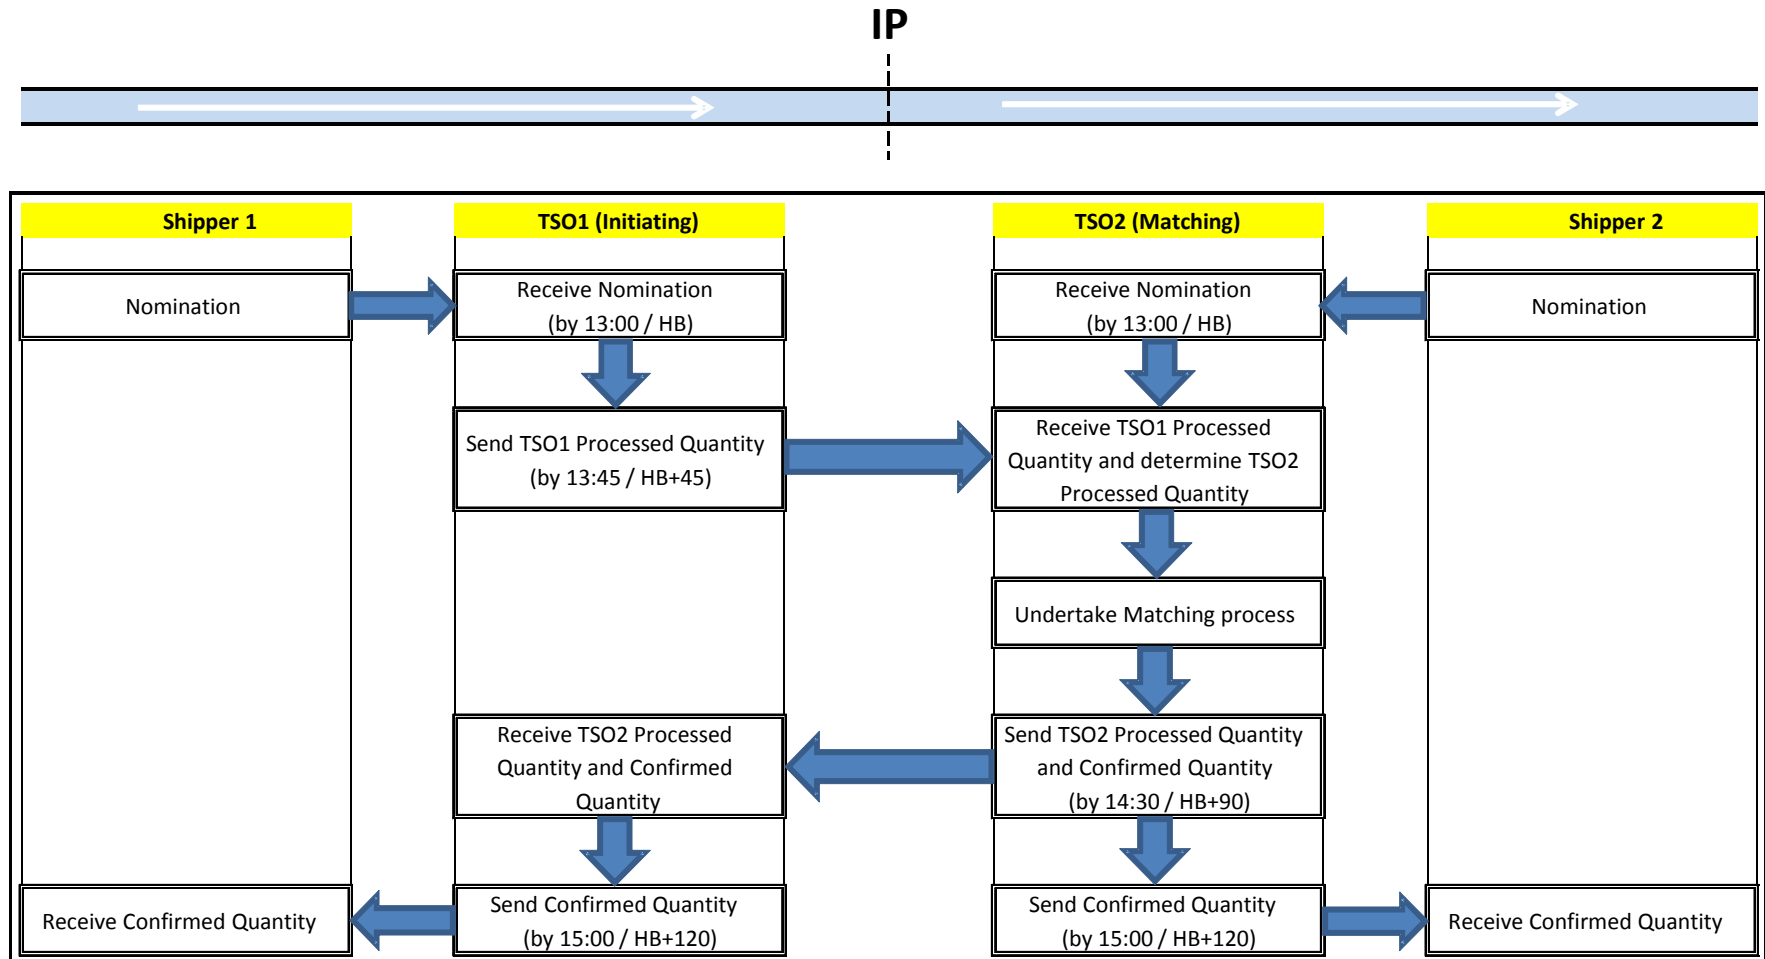 IP
Shipper 1
TSO1 (Initiating)
TSO2 (Matching)
Shipper 2
Nomination
Receive Nomination
(by 13:00 / HB)
Receive Nomination
(by 13:00 / HB)
Nomination
Send TSO1 Processed Quantity
(by 13:45 / HB+45)
Receive TSO1 Processed
Quantity and determine TSO2
Processed Quantity
Undertake Matching process
Receive TSO2 Processed
Quantity and Confirmed
Quantity
Send TSO2 Processed Quantity
and Confirmed Quantity
(by 14:30 / HB+90)
Receive Confirmed Quantity
Send Confirmed Quantity
(by 15:00 / HB+120)
Send Confirmed Quantity
(by 15:00 / HB+120)
Receive Confirmed Quantity